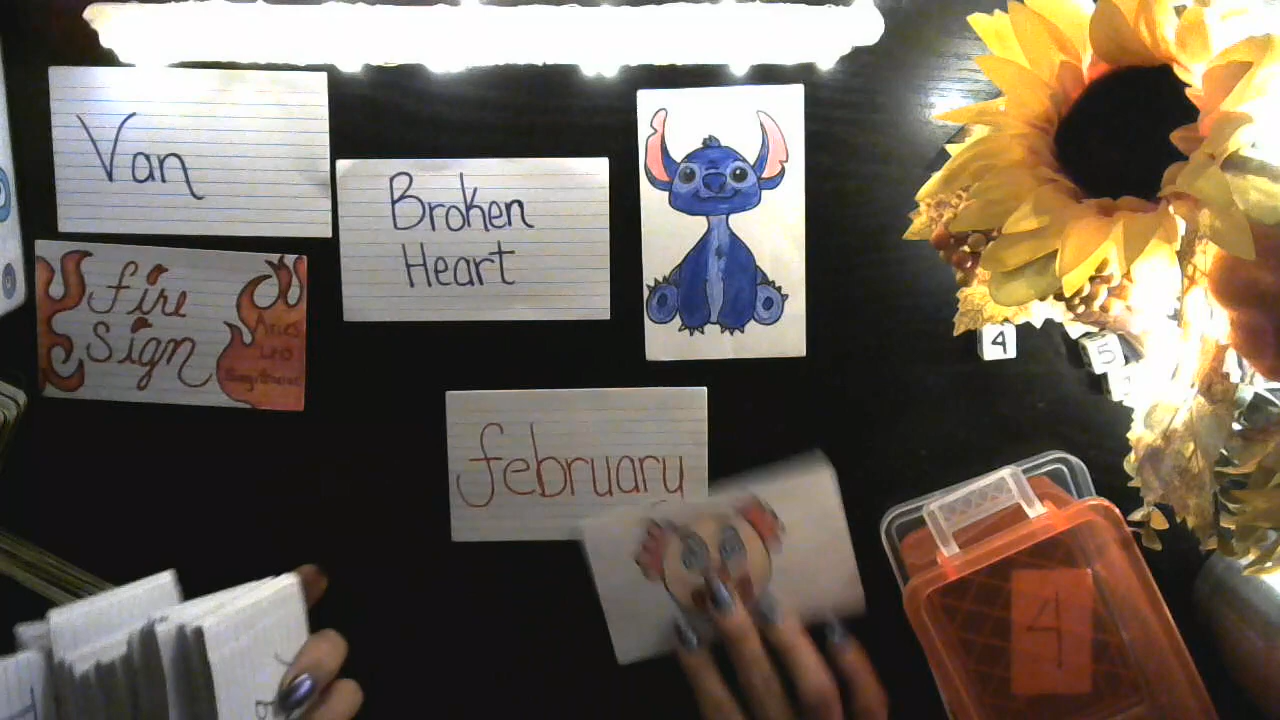 Van
Broken
Heart
fire
Sign
Aries
Leo
Sagittarius
february
4
5
4